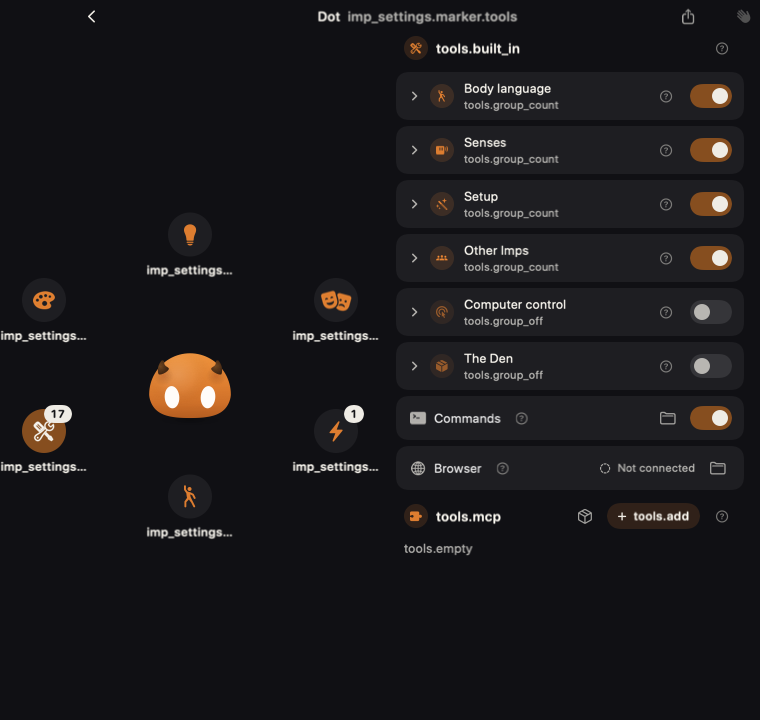 Dot imp_settings.marker.tools
tools.built_in
Body language
tools.group_count
Senses
tools.group_count
Setup
tools.group_count
Other Imps
tools.group_count
Computer control
tools.group_off
The Den
tools.group_off
Commands
Browser
Not connected
tools.mcp
+ tools.add
tools.empty
imp_settings...
imp_settings...
imp_settings...
17
imp_settings...
1
imp_settings...
imp_settings...